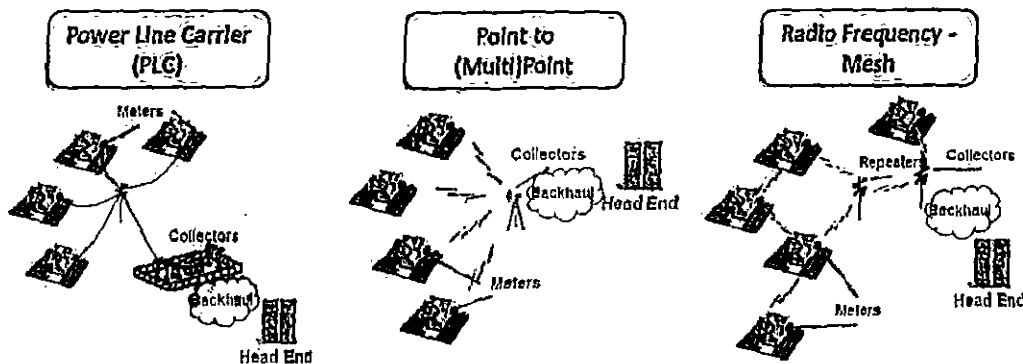 Power Line Carrier
(PLC)
Meters
Collectors
Backhaul
Head End
Point to
(Multi)Point
Collectors
Backhaul
Head End
Meters
Radio Frequency -
Mesh
Repeaters
Collectors
Backhaul
Head End
Meters